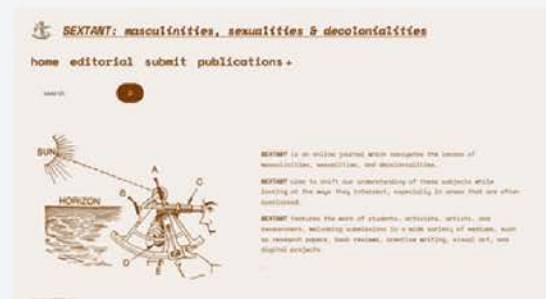 SEXTANT: masculinities, sexualities & decolonialities
home editorial submit publications+
search
SUN
A
B
C
HORIZON
D
E
SEXTANT is an online journal which navigates the lenses of
masculinities, sexualities, and decolonialities.
SEXTANT aims to shift our understanding of these subjects while
looking at the ways they intersect, especially in areas that are often
overlooked.
SEXTANT features the work of students, activists, artists, and
researchers, welcoming submissions in a wide variety of mediums, such
as research papers, book reviews, creative writing, visual art, and
digital projects